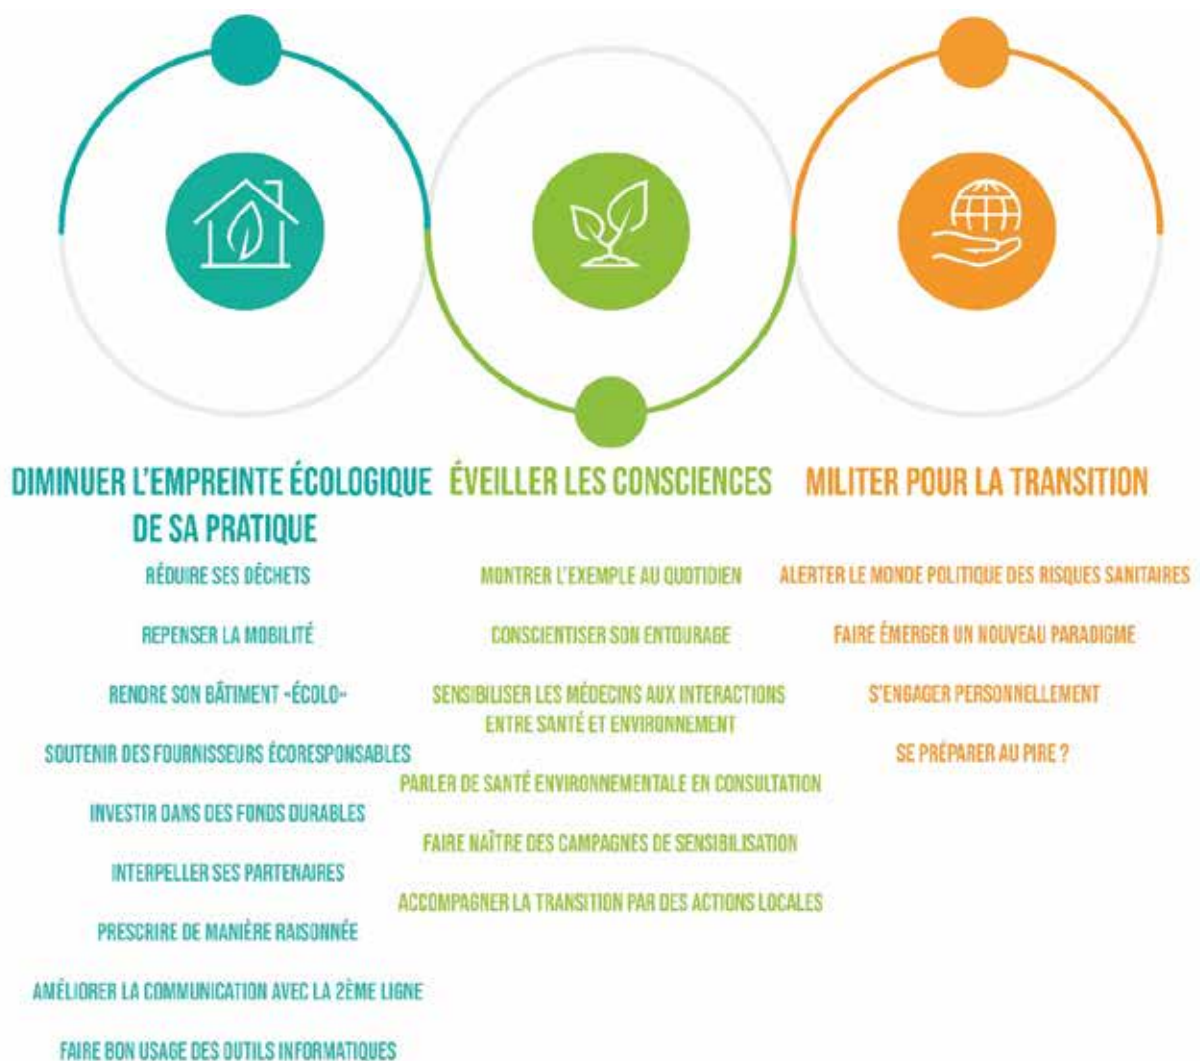 DIMINUER L'EMPREINTE ÉCOLOGIQUE
DE SA PRATIQUE
RÉDUIRE SES DÉCHETS
REPENSER LA MOBILITÉ
RENDRE SON BÂTIMENT «ÉCOLO»
SOUTENIR DES FOURNISSEURS ÉCORESPONSABLES
INVESTIR DANS DES FONDS DURABLES
INTERPELLER SES PARTENAIRES
PRESCRIRE DE MANIÈRE RAISONNÉE
AMÉLIORER LA COMMUNICATION AVEC LA 2ÈME LIGNE
FAIRE BON USAGE DES OUTILS INFORMATIQUES
ÉVEILLER LES CONSCIENCES
MONTRER L'EXEMPLE AU QUOTIDIEN
CONSCIENTISER SON ENTOURAGE
SENSIBILISER LES MÉDECINS AUX INTERACTIONS
ENTRE SANTÉ ET ENVIRONNEMENT
PARLER DE SANTÉ ENVIRONNEMENTALE EN CONSULTATION
FAIRE NAÎTRE DES CAMPAGNES DE SENSIBILISATION
ACCOMPAGNER LA TRANSITION PAR DES ACTIONS LOCALES
MILITER POUR LA TRANSITION
ALERTER LE MONDE POLITIQUE DES RISQUES SANITAIRES
FAIRE ÉMERGER UN NOUVEAU PARADIGME
S'ENGAGER PERSONNELLEMENT
SE PRÉPARER AU PIRE ?